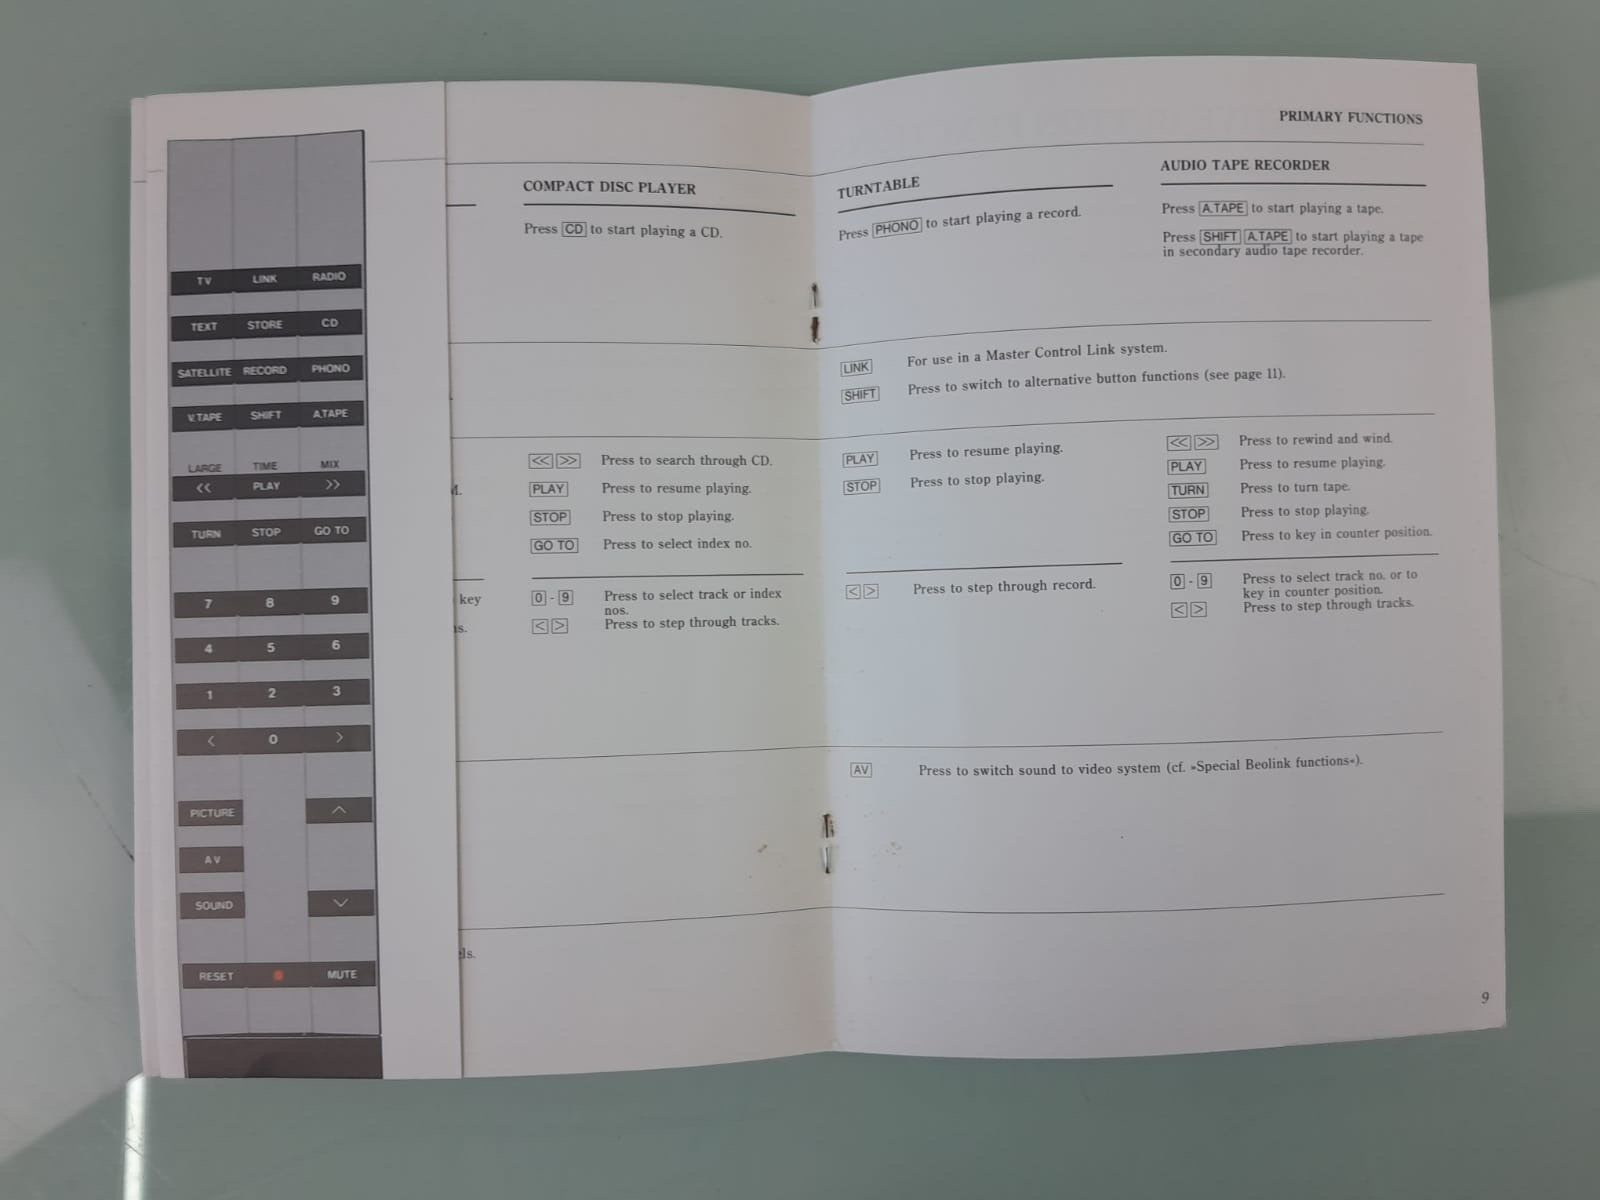 TV LINK RADIO
TEXT STORE CD
SATELLITE RECORD PHONO
V.TAPE SHIFT A.TAPE
LARGE TIME MIX
<< PLAY >>
TURN STOP GO TO
7 8 9
4 5 6
1 2 3
< 0 >
PICTURE ^
AV
SOUND ˅
RESET MUTE
key
COMPACT DISC PLAYER
Press CD to start playing a CD.
<< >> Press to search through CD.
PLAY Press to resume playing.
STOP Press to stop playing.
GO TO Press to select index no.
0 - 9 Press to select track or index
nos.
< > Press to step through tracks.
PRIMARY FUNCTIONS
TURNTABLE
Press PHONO to start playing a record.
AUDIO TAPE RECORDER
Press A.TAPE to start playing a tape.
Press SHIFT A.TAPE to start playing a tape
in secondary audio tape recorder.
LINK For use in a Master Control Link system.
SHIFT Press to switch to alternative button functions (see page 11).
PLAY Press to resume playing.
STOP Press to stop playing.
<< >> Press to rewind and wind.
PLAY Press to resume playing.
TURN Press to turn tape.
STOP Press to stop playing.
GO TO Press to key in counter position.
< > Press to step through record.
0 - 9 Press to select track no. or to
key in counter position.
< > Press to step through tracks.
AV Press to switch sound to video system (cf. »Special Beolink functions«).
9